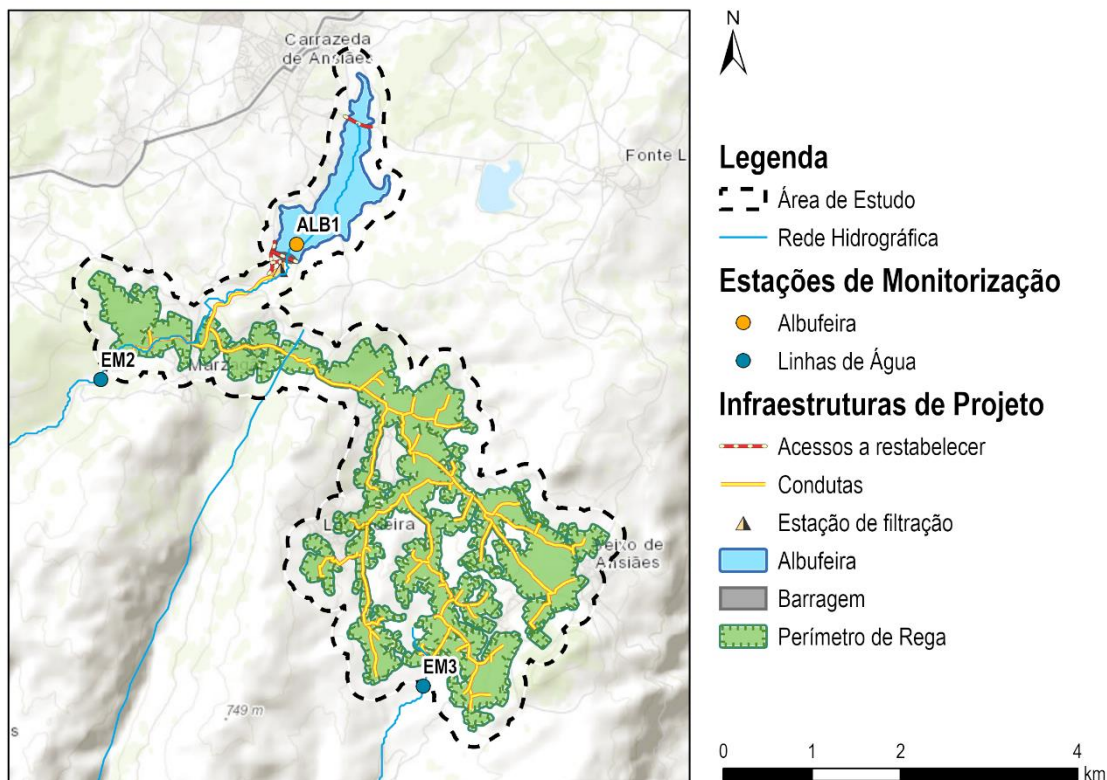 Carrazeda
de Ansiães
Fonte L
ALB1
EM2
EM3
749 m
s
N
Legenda
Área de Estudo
Rede Hidrográfica
Estações de Monitorização
Albufeira
Linhas de Água
Infraestruturas de Projeto
Acessos a restabelecer
Condutas
Estação de filtração
Albufeira
Barragem
Perímetro de Rega
0 1 2 4
km
Ansiães